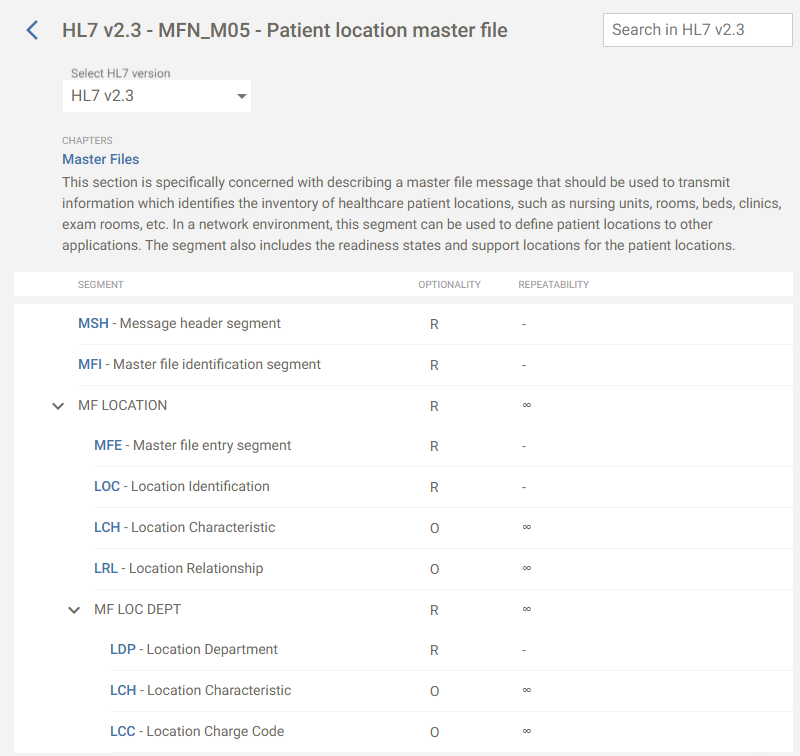 HL7 v2.3 - MFN_M05 - Patient location master file
Search in HL7 v2.3
Select HL7 version
HL7 v2.3
CHAPTERS
Master Files
This section is specifically concerned with describing a master file message that should be used to transmit
information which identifies the inventory of healthcare patient locations, such as nursing units, rooms, beds, clinics,
exam rooms, etc. In a network environment, this segment can be used to define patient locations to other
applications. The segment also includes the readiness states and support locations for the patient locations.
SEGMENT OPTIONALITY REPEATABILITY
MSH - Message header segment R -
MFI - Master file identification segment R -
MF LOCATION R ∞
MFE - Master file entry segment R -
LOC - Location Identification R -
LCH - Location Characteristic O ∞
LRL - Location Relationship O ∞
MF LOC DEPT R ∞
LDP - Location Department R -
LCH - Location Characteristic O ∞
LCC - Location Charge Code O ∞